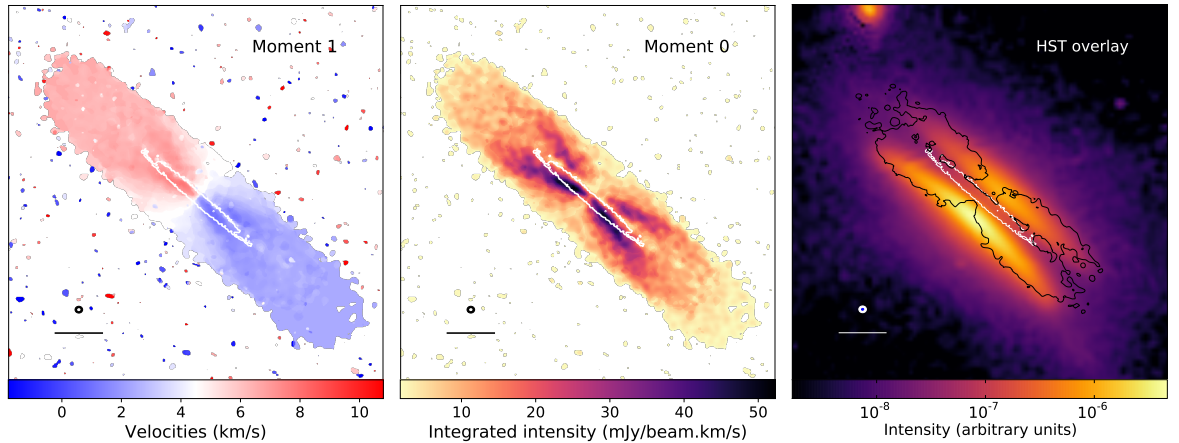 Moment 1
0 2 4 6 8 10
Velocities (km/s)
Moment 0
10 20 30 40 50
Integrated intensity (mJy/beam.km/s)
HST overlay
10⁻⁸ 10⁻⁷ 10⁻⁶
Intensity (arbitrary units)